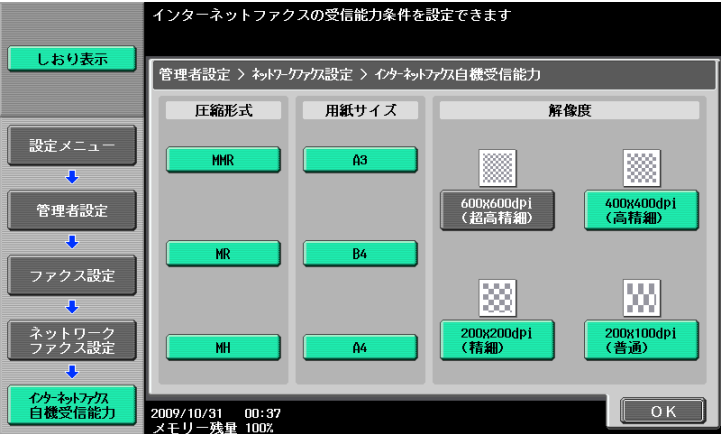 インターネットファクスの受信能力条件を設定できます
しおり表示
管理者設定 > ﾈｯﾄﾜｰｸﾌｧｸｽ設定 > ｲﾝﾀｰﾈｯﾄﾌｧｸｽ自機受信能力
圧縮形式
用紙サイズ
解像度
設定メニュー
管理者設定
ファクス設定
ネットワーク
ファクス設定
ｲﾝﾀｰﾈｯﾄﾌｧｸｽ
自機受信能力
MMR
MR
MH
A3
B4
A4
600x600dpi
(超高精細)
400x400dpi
(高精細)
200x200dpi
(精細)
200x100dpi
(普通)
2009/10/31 00:37
メモリー残量 100%
OK